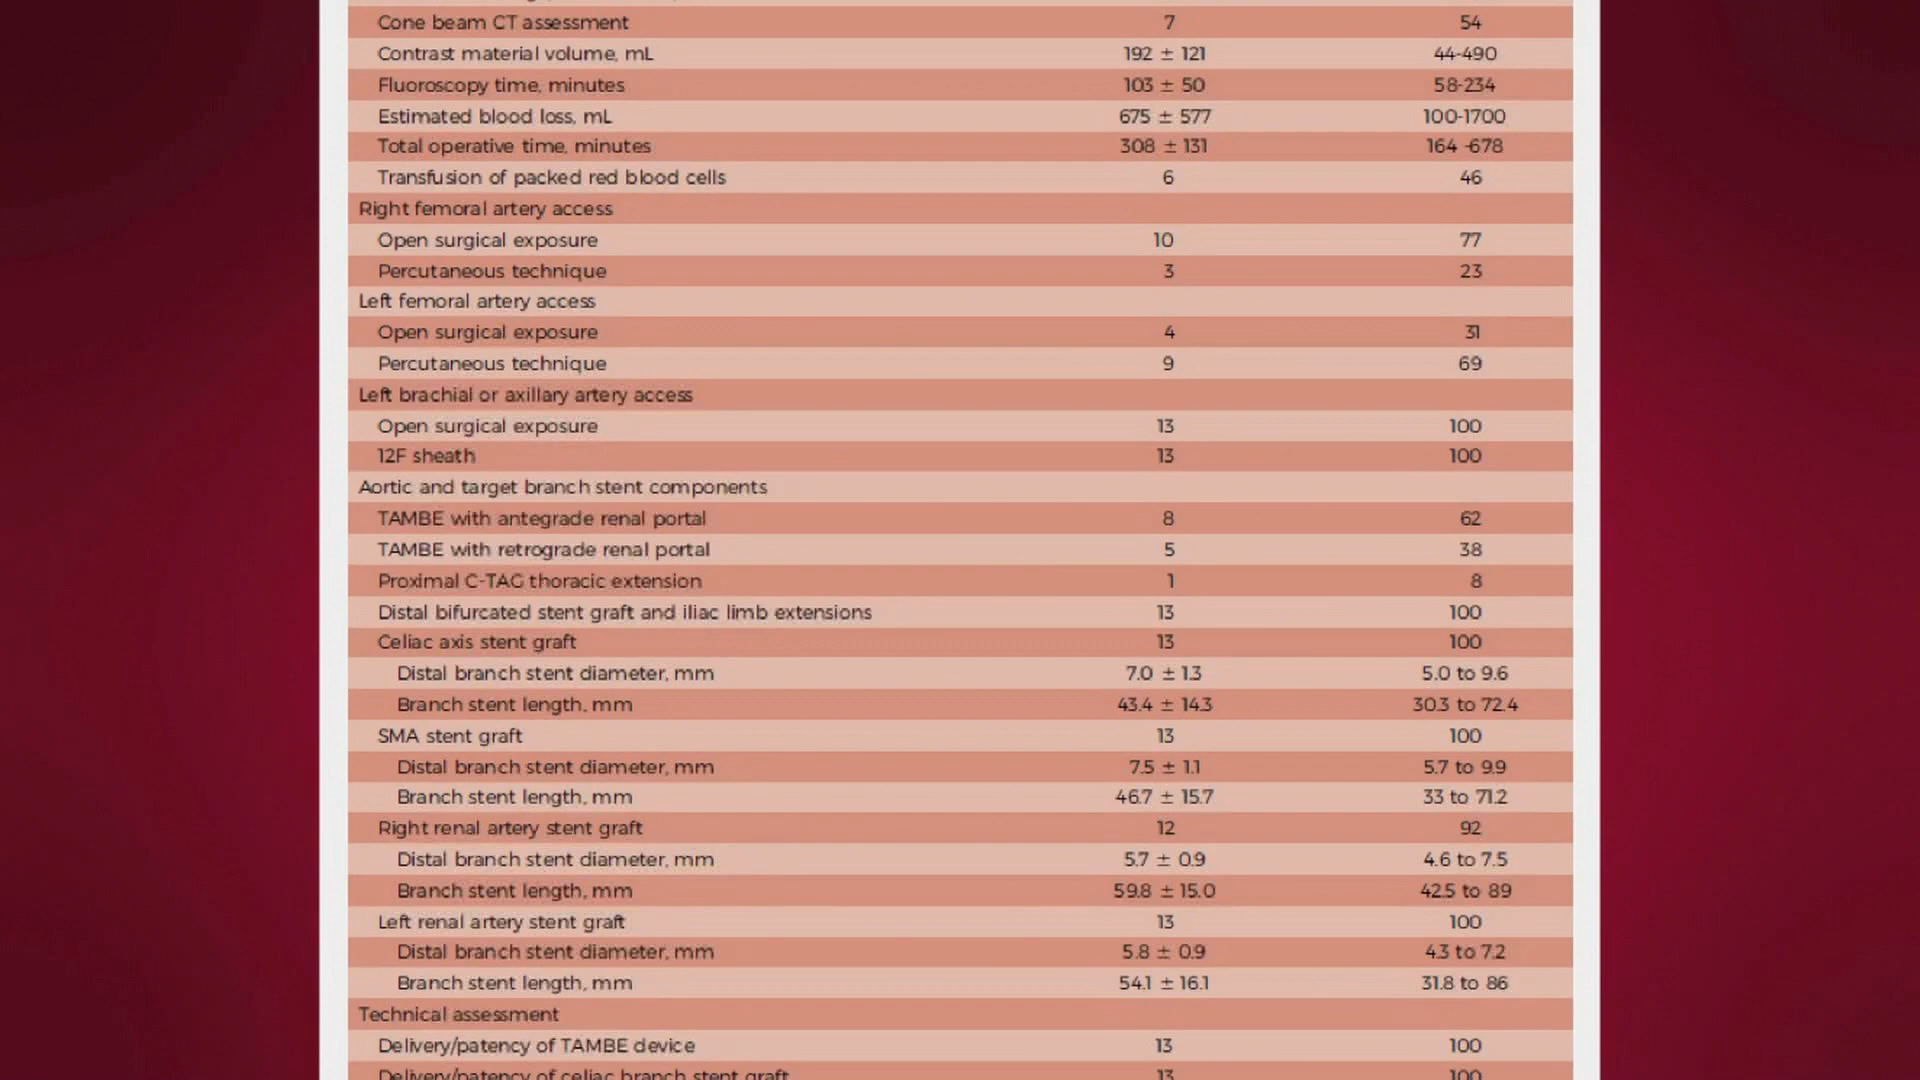 Cone beam CT assessment 7 54
Contrast material volume, mL 192 ± 121 44-490
Fluoroscopy time, minutes 103 ± 50 58-234
Estimated blood loss, mL 675 ± 577 100-1700
Total operative time, minutes 308 ± 131 164 -678
Transfusion of packed red blood cells 6 46
Right femoral artery access
Open surgical exposure 10 77
Percutaneous technique 3 23
Left femoral artery access
Open surgical exposure 4 31
Percutaneous technique 9 69
Left brachial or axillary artery access
Open surgical exposure 13 100
12F sheath 13 100
Aortic and target branch stent components
TAMBE with antegrade renal portal 8 62
TAMBE with retrograde renal portal 5 38
Proximal C-TAG thoracic extension 1 8
Distal bifurcated stent graft and iliac limb extensions 13 100
Celiac axis stent graft 13 100
Distal branch stent diameter, mm 7.0 ± 1.3 5.0 to 9.6
Branch stent length, mm 43.4 ± 14.3 30.3 to 72.4
SMA stent graft 13 100
Distal branch stent diameter, mm 7.5 ± 1.1 5.7 to 9.9
Branch stent length, mm 46.7 ± 15.7 33 to 71.2
Right renal artery stent graft 12 92
Distal branch stent diameter, mm 5.7 ± 0.9 4.6 to 7.5
Branch stent length, mm 59.8 ± 15.0 42.5 to 89
Left renal artery stent graft 13 100
Distal branch stent diameter, mm 5.8 ± 0.9 4.3 to 7.2
Branch stent length, mm 54.1 ± 16.1 31.8 to 86
Technical assessment
Delivery/patency of TAMBE device 13 100
Delivery/patency of celiac branch stent graft 13 100